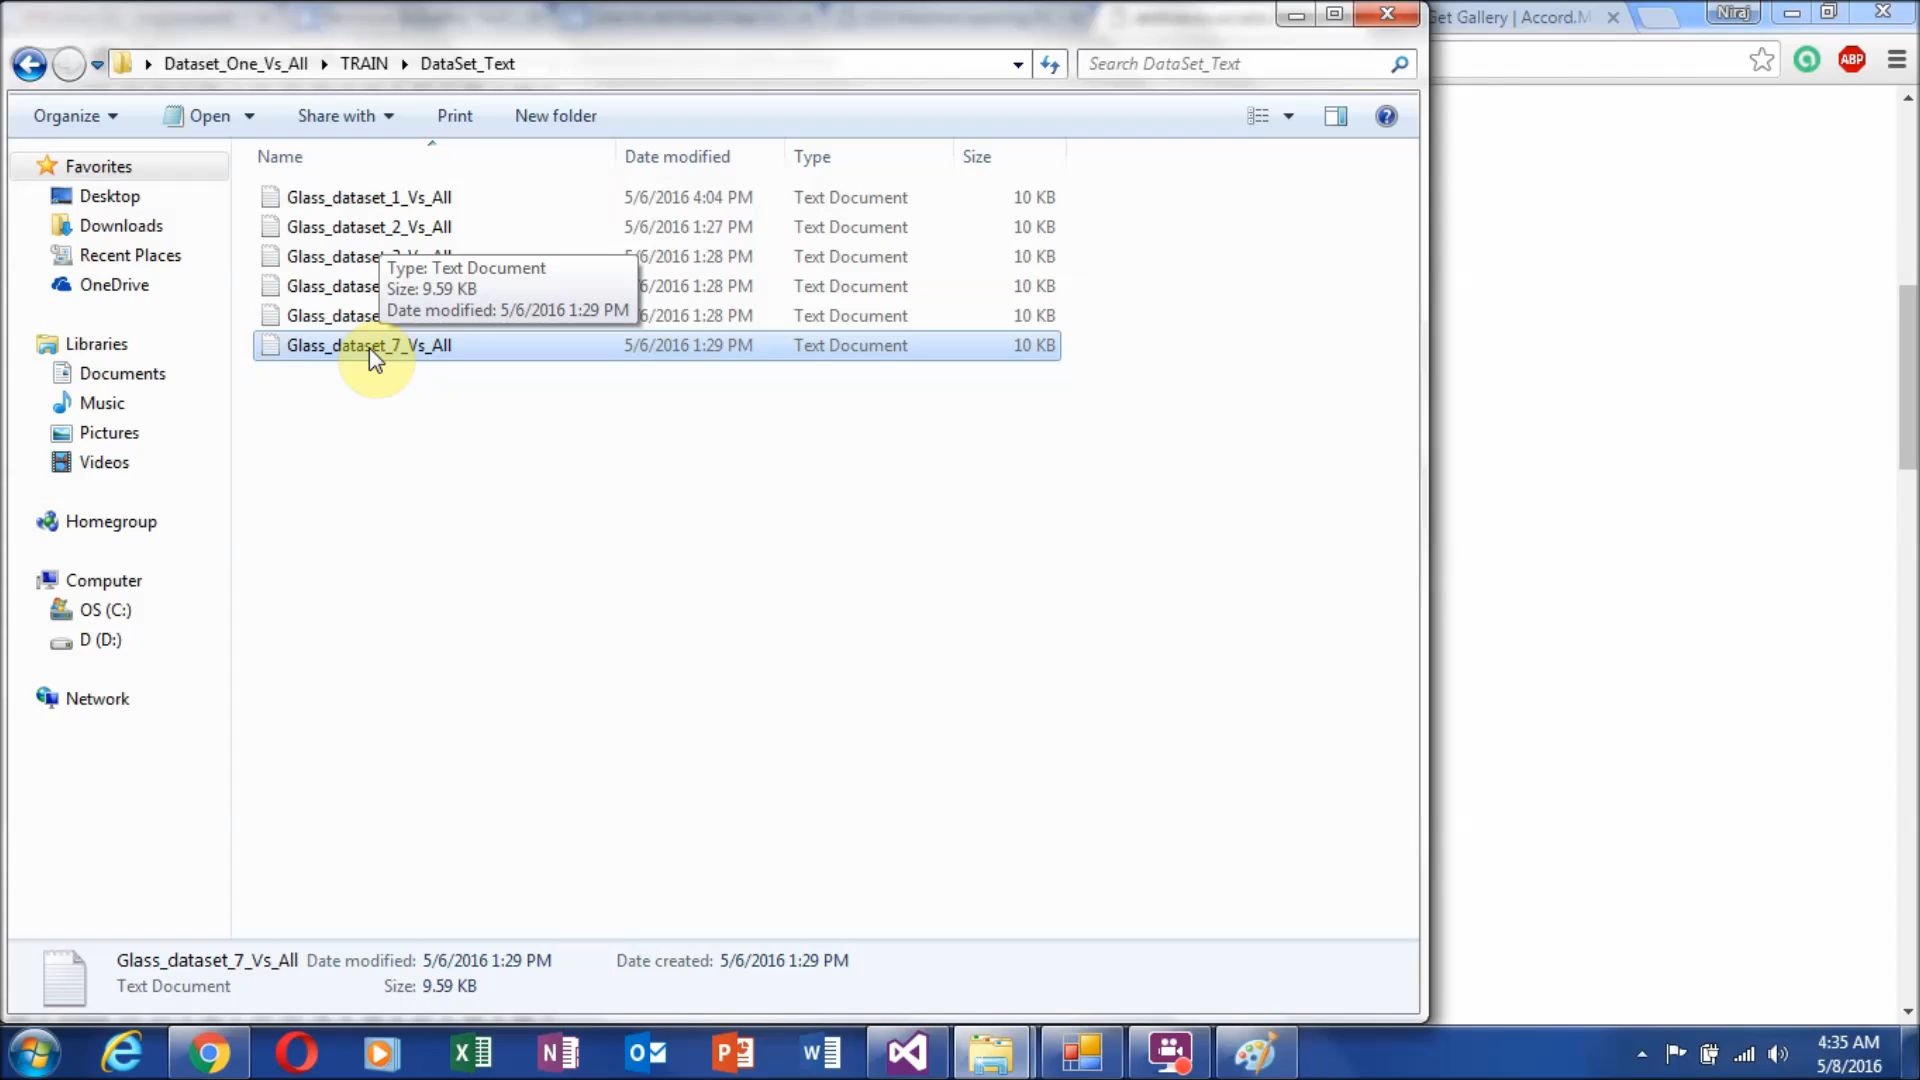 Get Gallery | Accord.M
Niraj
Dataset_One_Vs_All
TRAIN
DataSet_Text
Search DataSet_Text
ABP
Organize
Open
Share with
Print
New folder
Name
Date modified
Type
Size
Favorites
Desktop
Downloads
Recent Places
OneDrive
Libraries
Documents
Music
Pictures
Videos
Homegroup
Computer
OS (C:)
D (D:)
Network
Glass_dataset_1_Vs_All 5/6/2016 4:04 PM Text Document 10 KB
Glass_dataset_2_Vs_All 5/6/2016 1:27 PM Text Document 10 KB
/6/2016 1:28 PM Text Document 10 KB
/6/2016 1:28 PM Text Document 10 KB
/6/2016 1:28 PM Text Document 10 KB
Glass_dataset_7_Vs_All 5/6/2016 1:29 PM Text Document 10 KB
Type: Text Document
Size: 9.59 KB
Date modified: 5/6/2016 1:29 PM
Glass_dataset_7_Vs_All Date modified: 5/6/2016 1:29 PM Date created: 5/6/2016 1:29 PM
Text Document Size: 9.59 KB
4:35 AM
5/8/2016